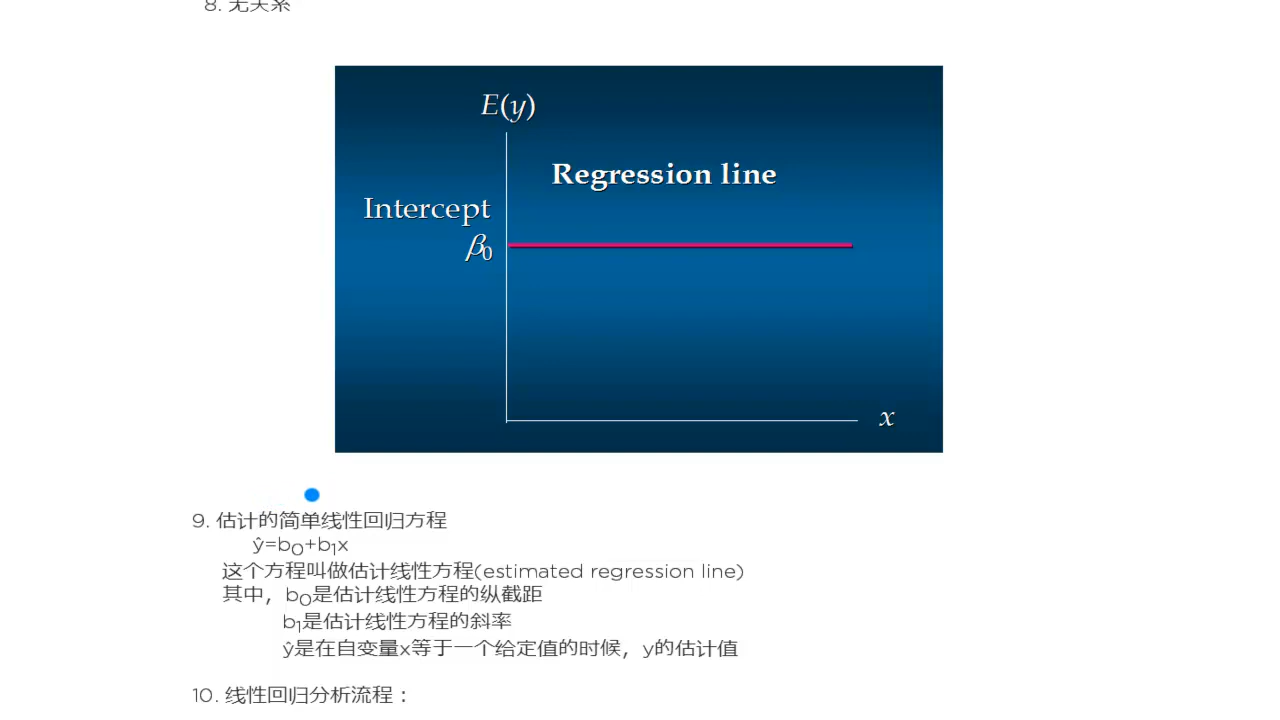 8. 无关系
E(y)
Regression line
Intercept
β0
x
9. 估计的简单线性回归方程
ŷ=b0+b1x
这个方程叫做估计线性方程(estimated regression line)
其中，b0是估计线性方程的纵截距
b1是估计线性方程的斜率
ŷ是在自变量x等于一个给定值的时候，y的估计值
10. 线性回归分析流程：